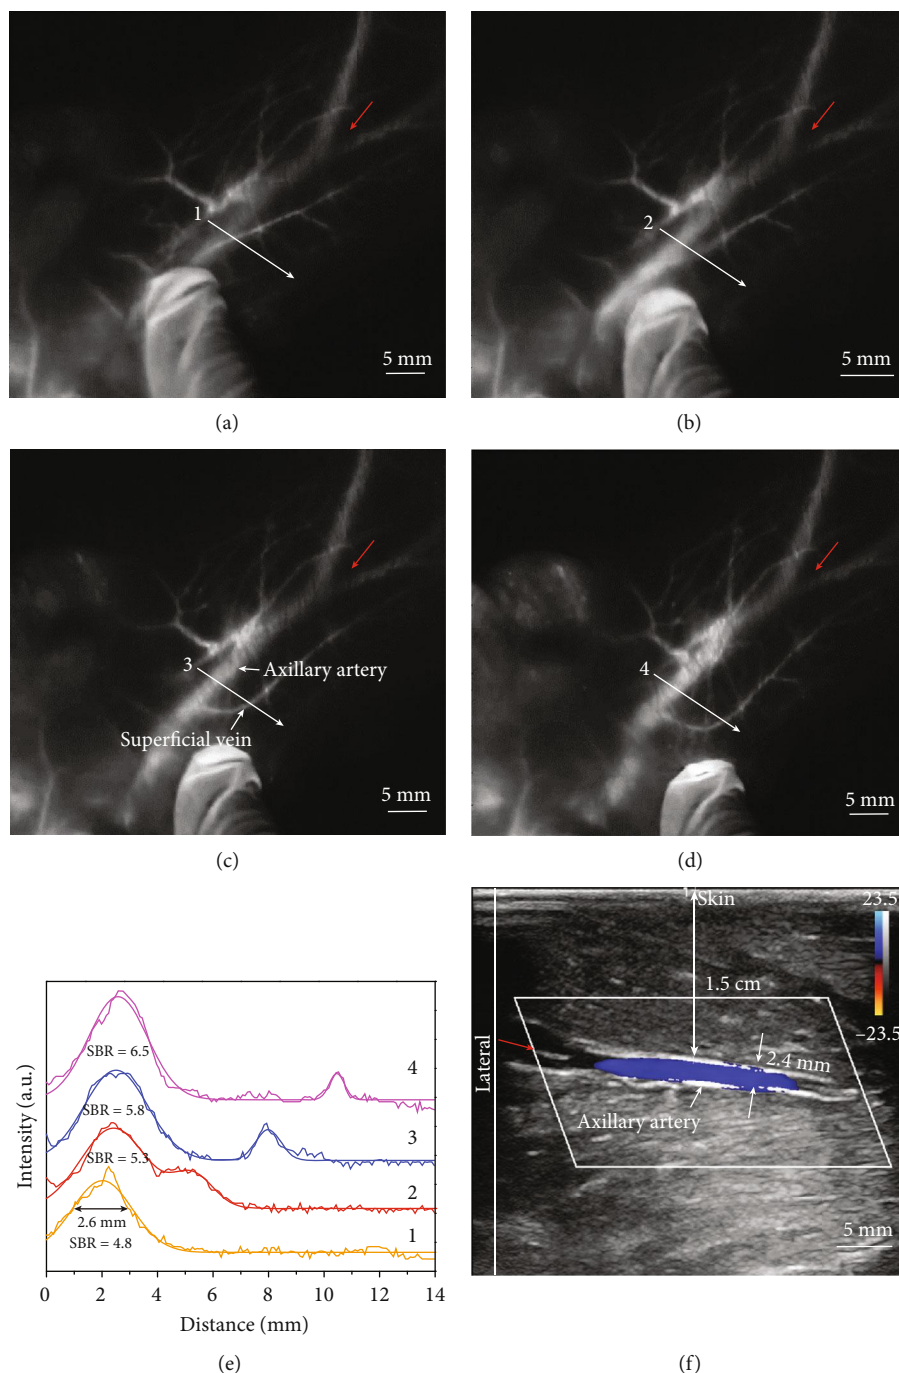 1
5 mm
(a)
2
5 mm
(b)
3
Axillary artery
Superficial vein
5 mm
(c)
4
5 mm
(d)
Intensity (a.u.)
SBR = 6.5
4
SBR = 5.8
3
SBR = 5.3
2
2.6 mm
1
SBR = 4.8
0 2 4 6 8 10 12 14
Distance (mm)
(e)
Skin
23.5
1.5 cm
–23.5
2.4 mm
Lateral
Axillary artery
5 mm
(f)